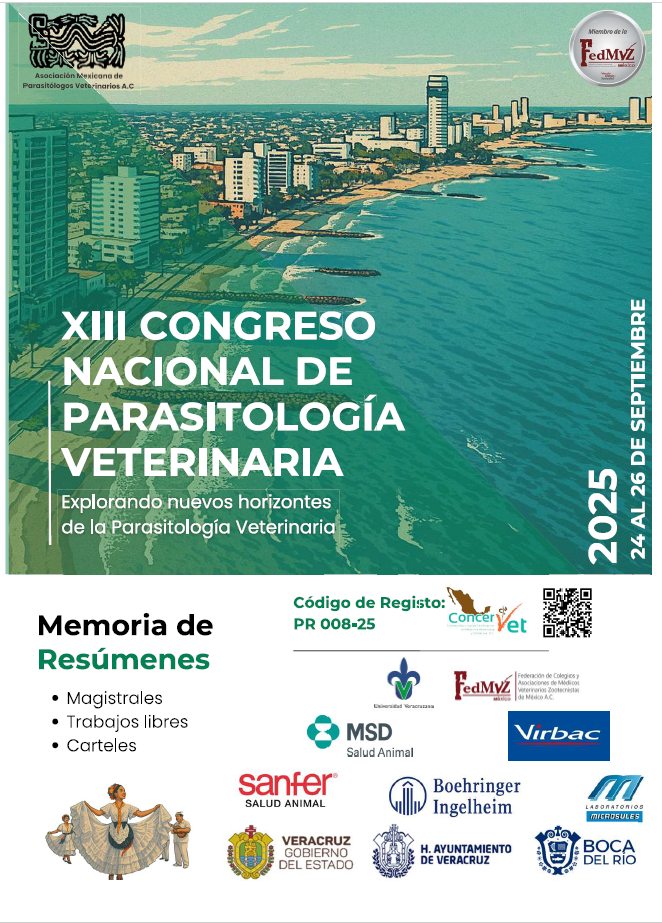 Asociación Mexicana de
Parasitólogos Veterinarios A.C
Miembro de la
FedMVZ
MÉXICO
XIII CONGRESO
NACIONAL DE
PARASITOLOGÍA
VETERINARIA
Explorando nuevos horizontes
de la Parasitología Veterinaria
2025
24 AL 26 DE SEPTIEMBRE
Memoria de
Resúmenes
• Magistrales
• Trabajos libres
• Carteles
Código de Registo:
PR 008-25
ConcerVet
Universidad Veracruzana
FedMVZ
MÉXICO
Federación de Colegios y
Asociaciones de Médicos
Veterinarios Zootecnistas
de México A.C.
MSD
Salud Animal
Virbac
sanfer®
SALUD ANIMAL
Boehringer
Ingelheim
LABORATORIOS
MICROSULES
VERACRUZ
GOBIERNO
DEL ESTADO
H. AYUNTAMIENTO
DE VERACRUZ
BOCA
DEL RÍO